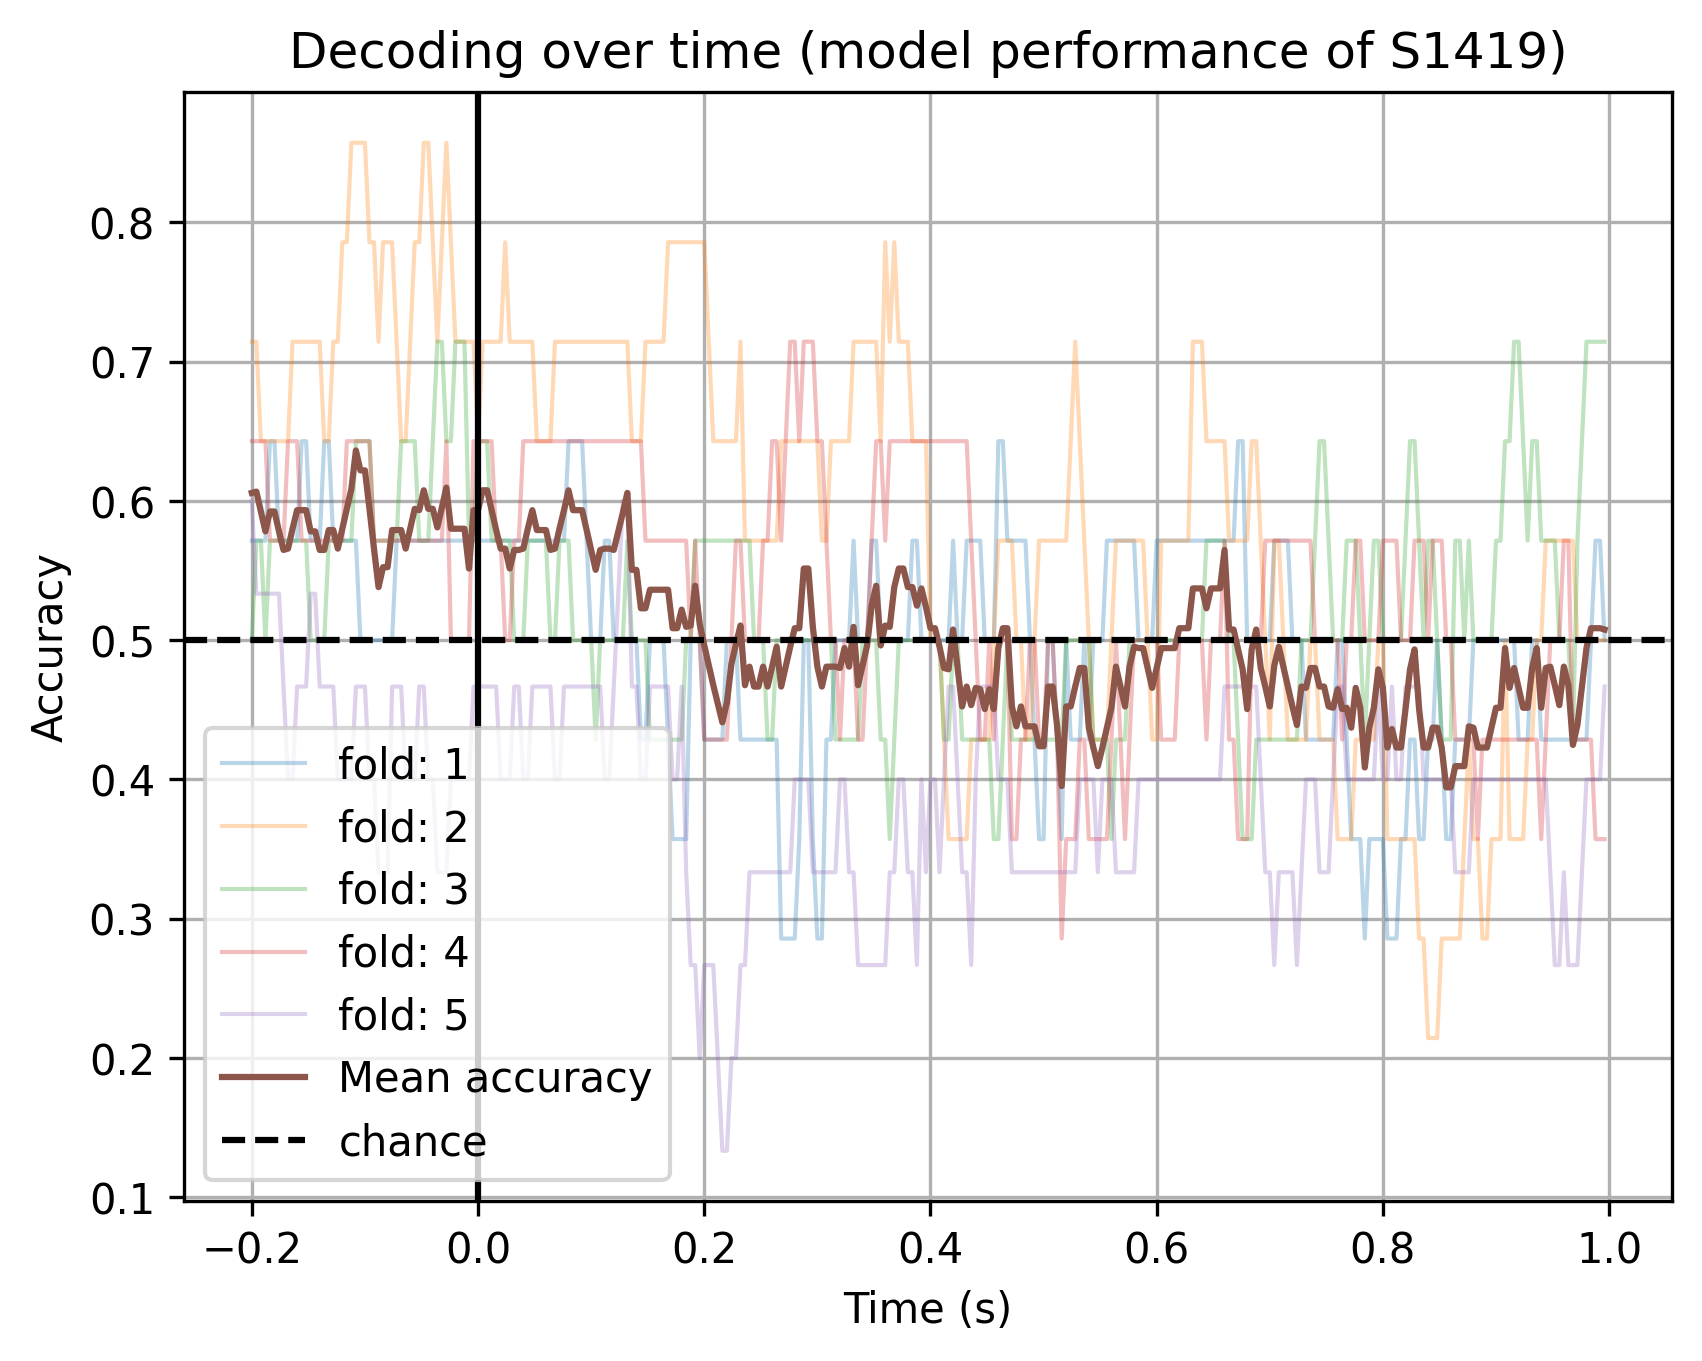 Decoding over time (model performance of S1419)
Accuracy
0.8
0.7
0.6
0.5
0.4
0.3
0.2
0.1
fold: 1
fold: 2
fold: 3
fold: 4
fold: 5
Mean accuracy
chance
−0.2 0.0 0.2 0.4 0.6 0.8 1.0
Time (s)